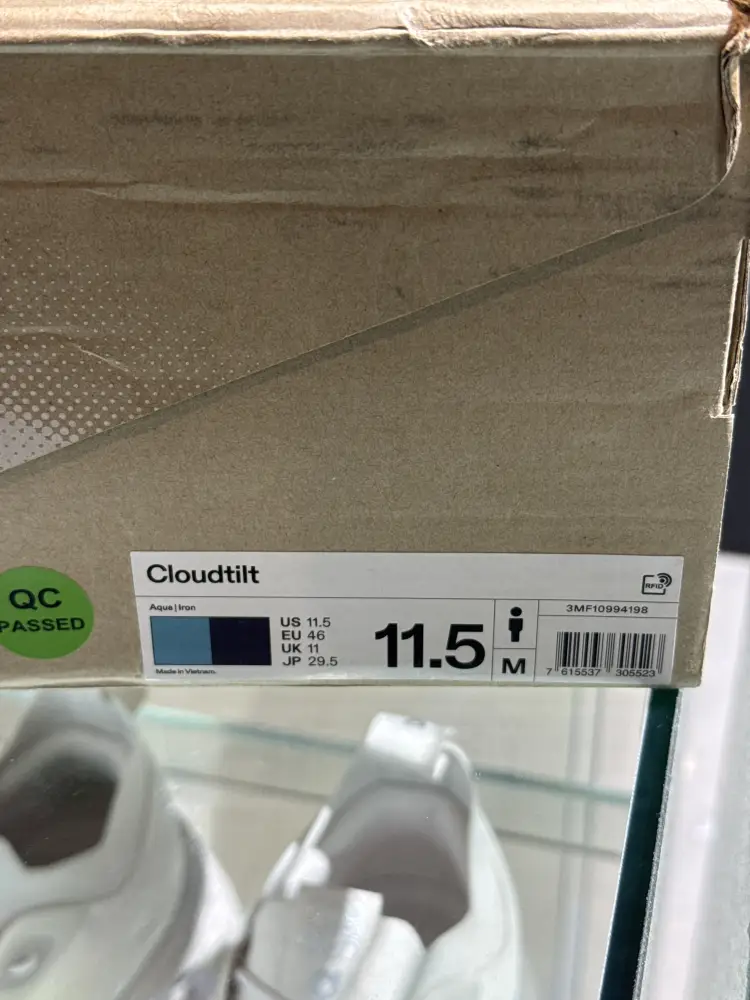 QC
PASSED
Cloudtilt
RFID
Aqua | Iron
US 11.5
EU 46
UK 11
JP 29.5
Made in Vietnam.
11.5
M
3MF10994198
7 615537 305523